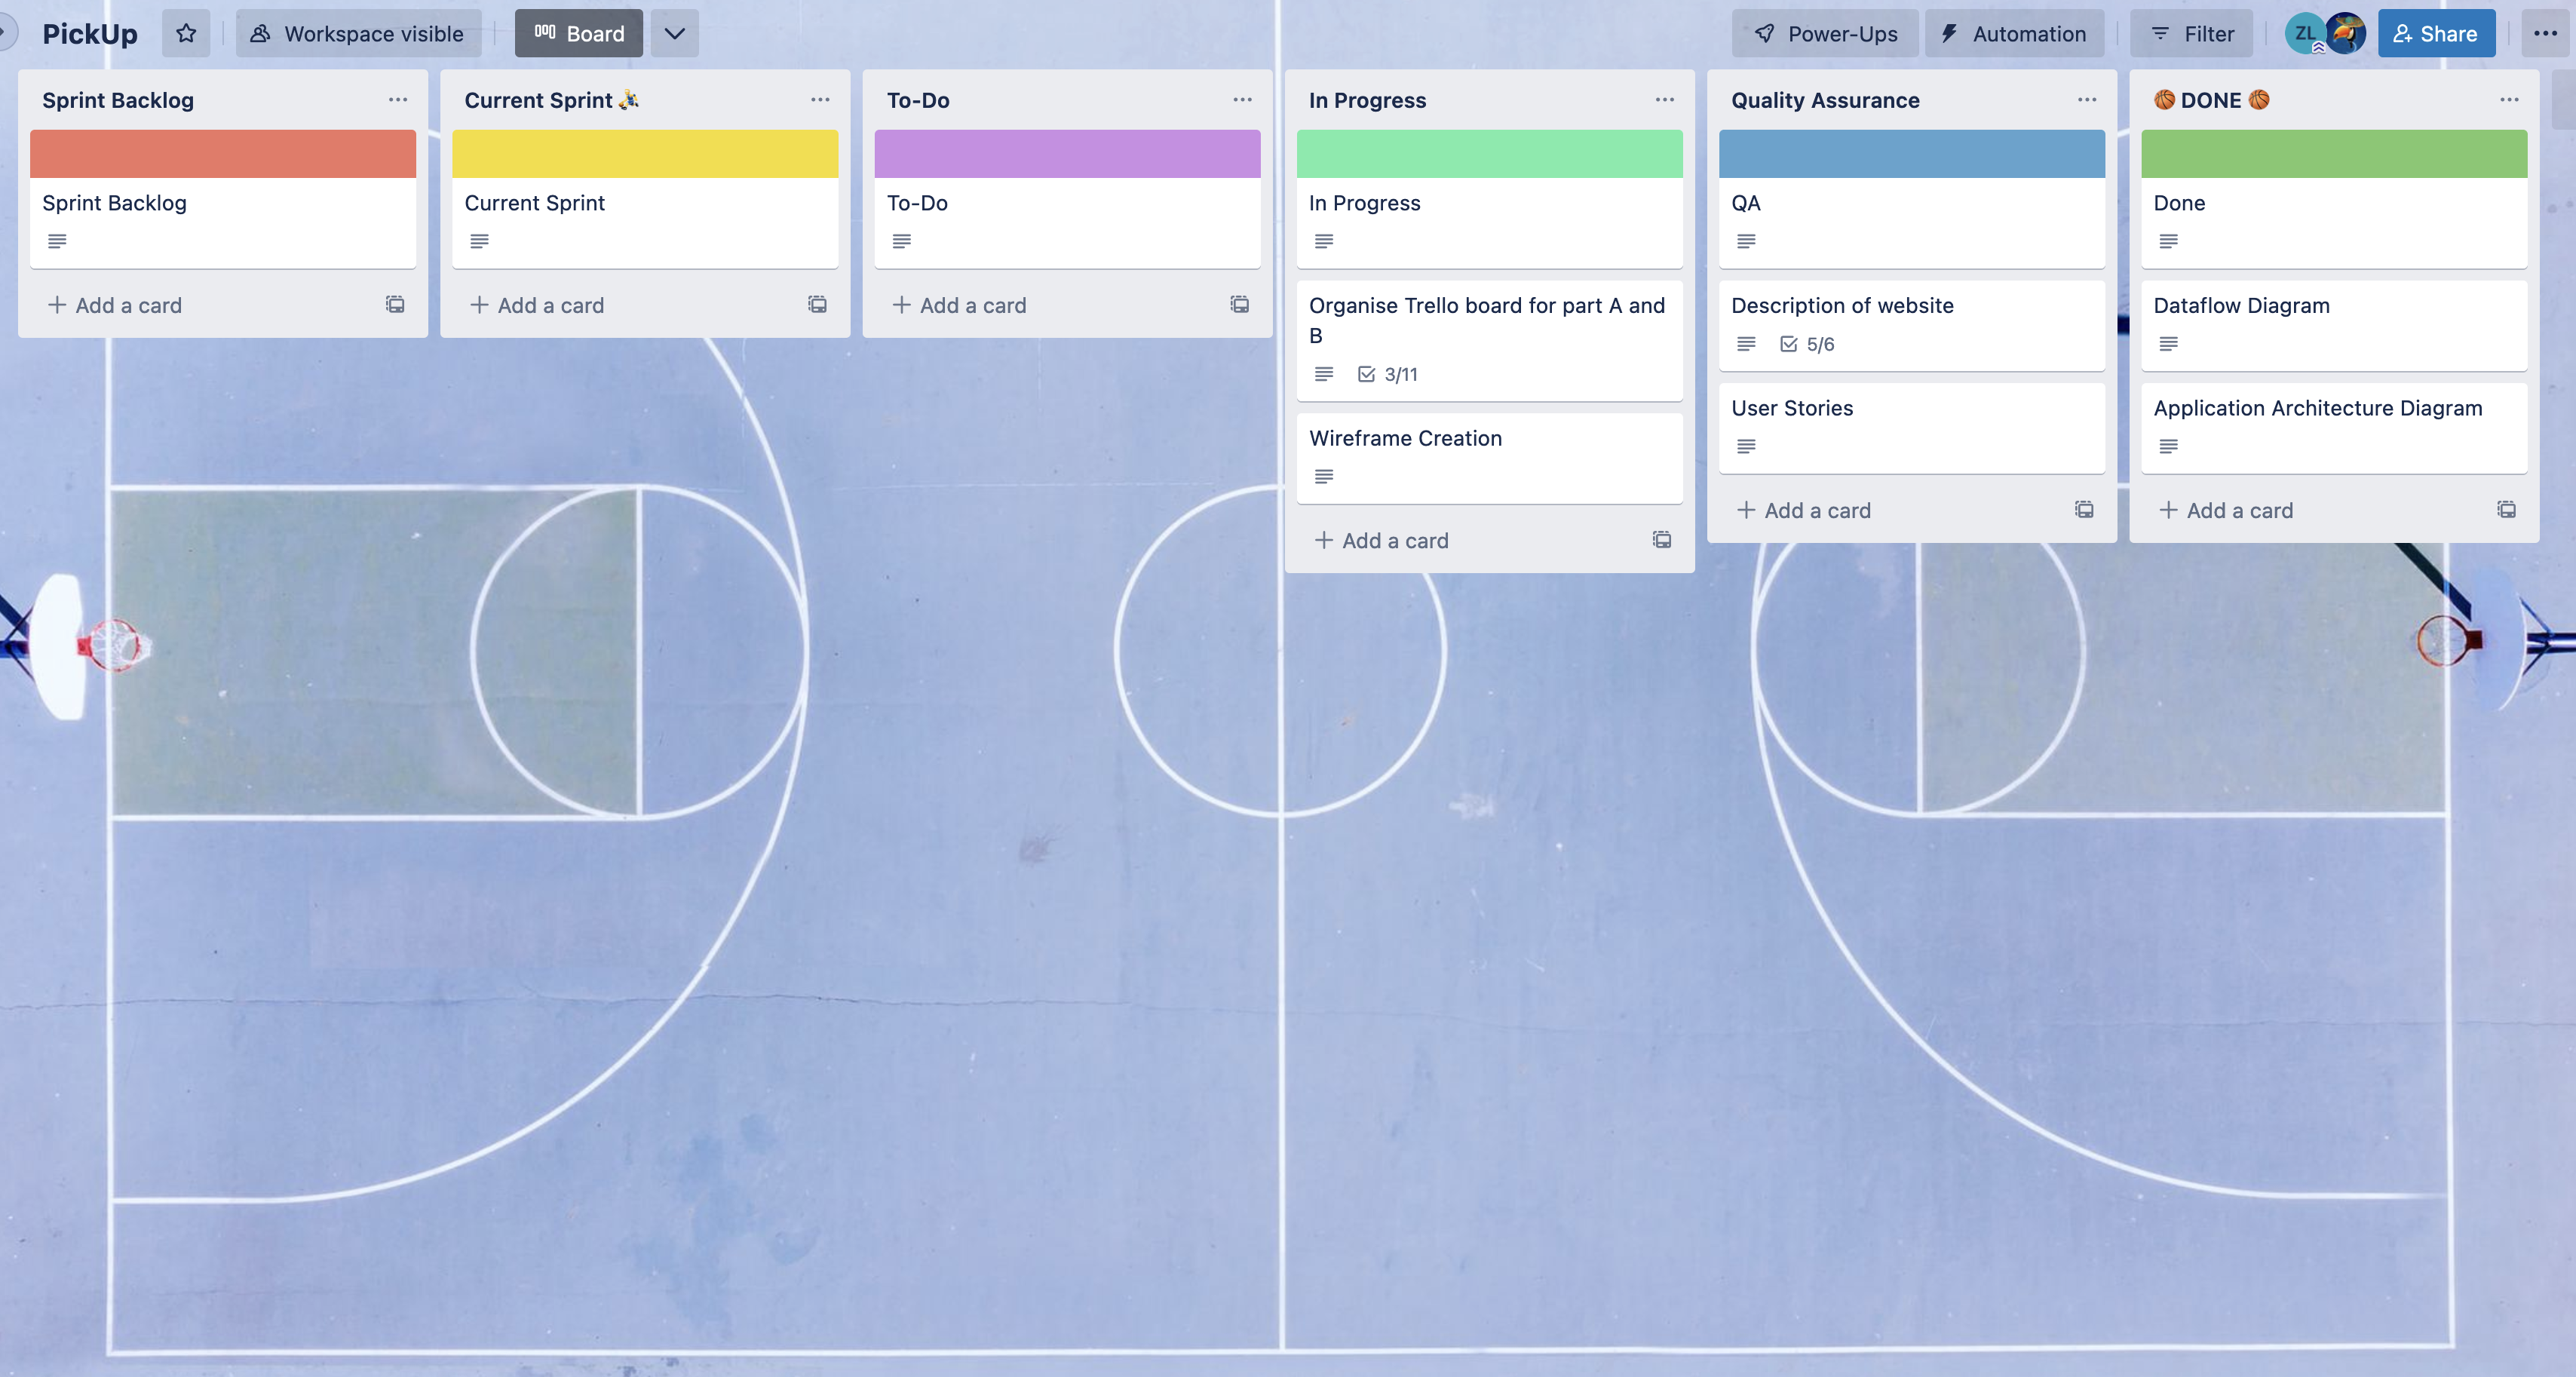 PickUp Workspace visible Board Power-Ups Automation Filter ZL Share
Sprint Backlog
Sprint Backlog
Add a card
Current Sprint
Current Sprint
Add a card
To-Do
To-Do
Add a card
In Progress
In Progress
Organise Trello board for part A and
B
3/11
Wireframe Creation
Add a card
Quality Assurance
QA
Description of website
5/6
User Stories
Add a card
🏀 DONE 🏀
Done
Dataflow Diagram
Application Architecture Diagram
Add a card